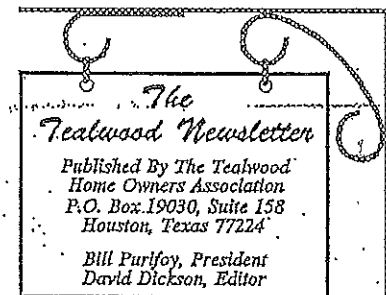 The
Tealwood Newsletter
Published By The Tealwood
Home Owners Association
P.O. Box 19030, Suite 158
Houston, Texas 77224
Bill Purifoy, President
David Dickson, Editor